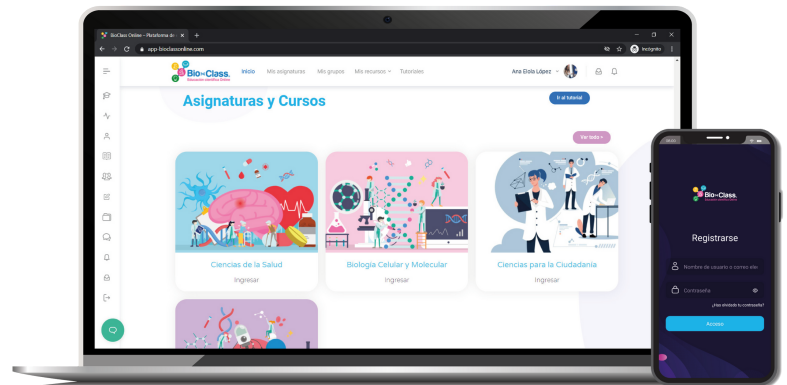 BioClass Online - Plataforma de
app-bioclassonline.com
Incógnito
Bio-Class.
Educación científica Online
Inicio Mis asignaturas Mis grupos Mis recursos Tutoriales
Ana Elola López
Asignaturas y Cursos
Ir al tutorial
Ver todo >
Ciencias de la Salud
Ingresar
Biología Celular y Molecular
Ingresar
Ciencias para la Ciudadanía
Ingresar
Bio-Class.
Registrarse
Nombre de usuario o correo ele
Contraseña
¿Has olvidado tu contraseña?
Acceso